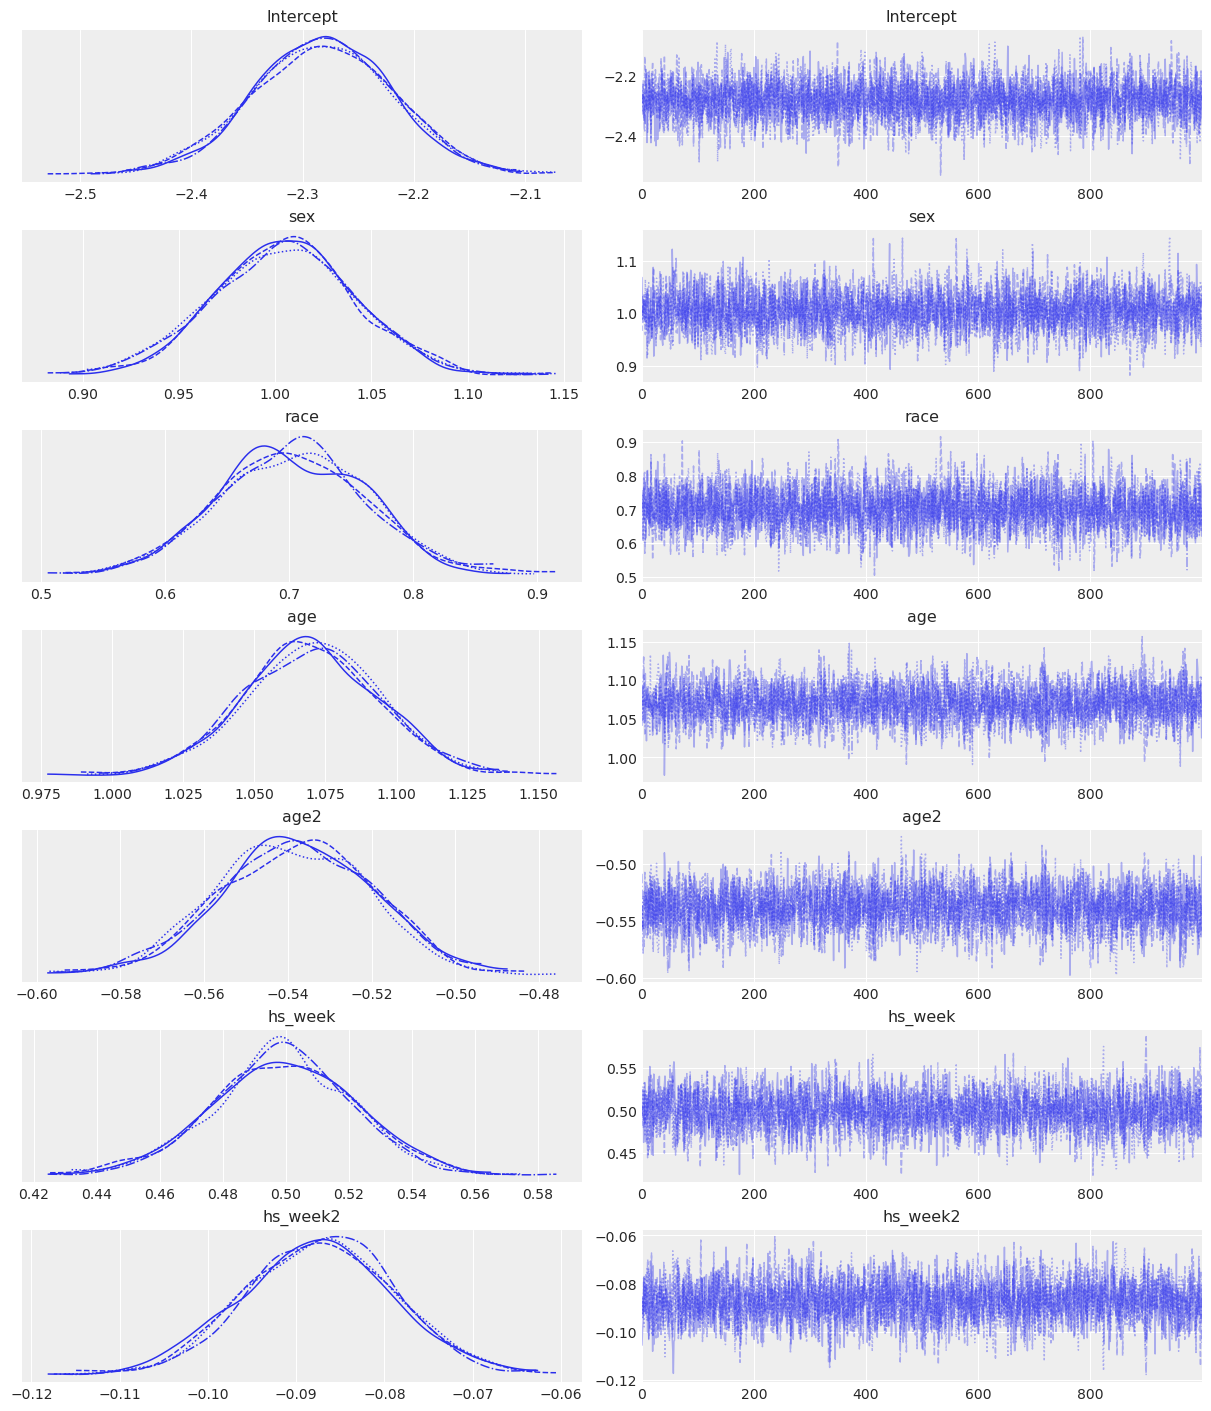 Intercept Intercept
−2.2
−2.4
−2.5 −2.4 −2.3 −2.2 −2.1 0 200 400 600 800
sex sex
1.1
1.0
0.9
0.90 0.95 1.00 1.05 1.10 1.15 0 200 400 600 800
race race
0.9
0.8
0.7
0.6
0.5
0.5 0.6 0.7 0.8 0.9 0 200 400 600 800
age age
1.15
1.10
1.05
1.00
0.975 1.000 1.025 1.050 1.075 1.100 1.125 1.150 0 200 400 600 800
age2 age2
−0.50
−0.55
−0.60
−0.60 −0.58 −0.56 −0.54 −0.52 −0.50 −0.48 0 200 400 600 800
hs_week hs_week
0.55
0.50
0.45
0.42 0.44 0.46 0.48 0.50 0.52 0.54 0.56 0.58 0 200 400 600 800
hs_week2 hs_week2
−0.06
−0.08
−0.10
−0.12
−0.12 −0.11 −0.10 −0.09 −0.08 −0.07 −0.06 0 200 400 600 800